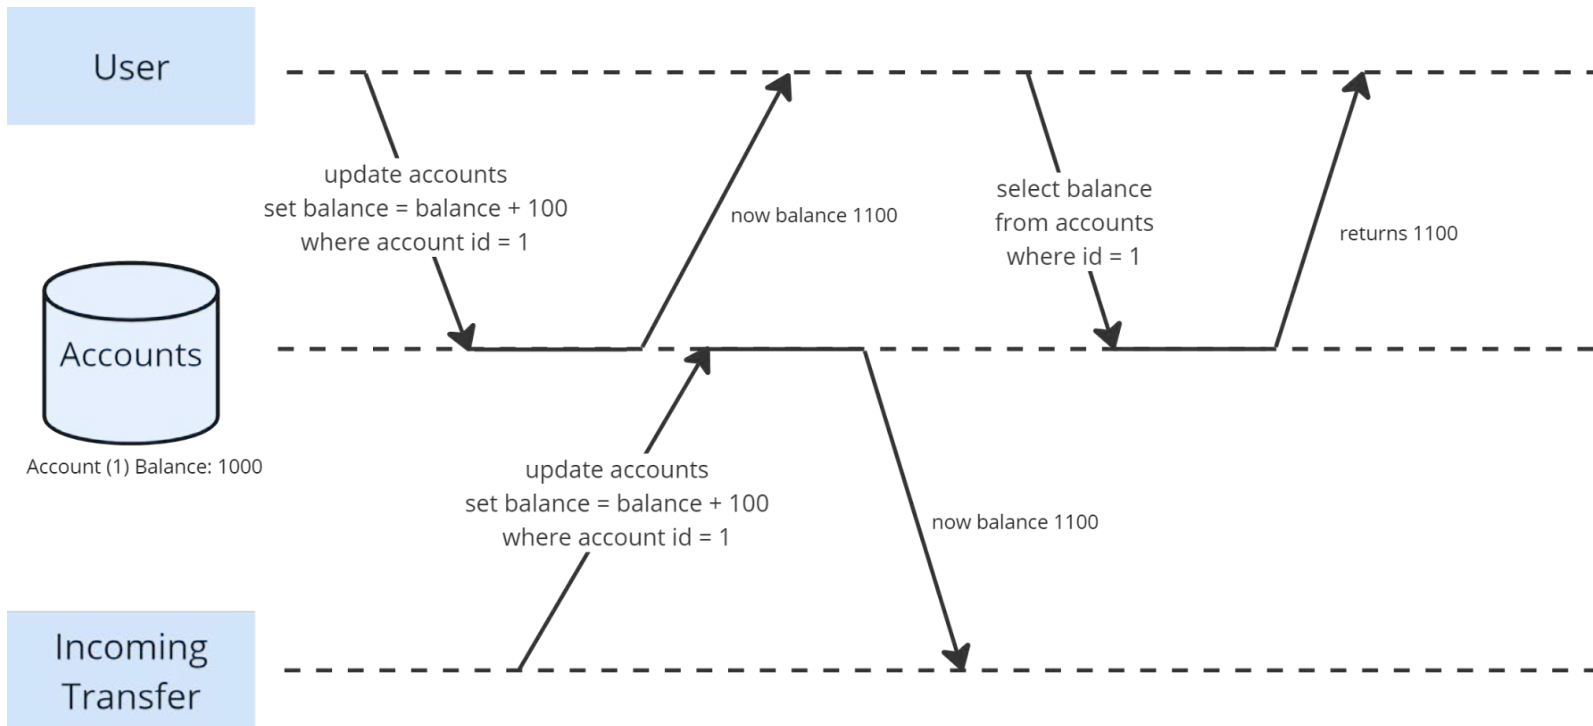 User
update accounts
set balance = balance + 100
where account id = 1
now balance 1100
select balance
from accounts
where id = 1
returns 1100
Accounts
Account (1) Balance: 1000
update accounts
set balance = balance + 100
where account id = 1
now balance 1100
Incoming
Transfer